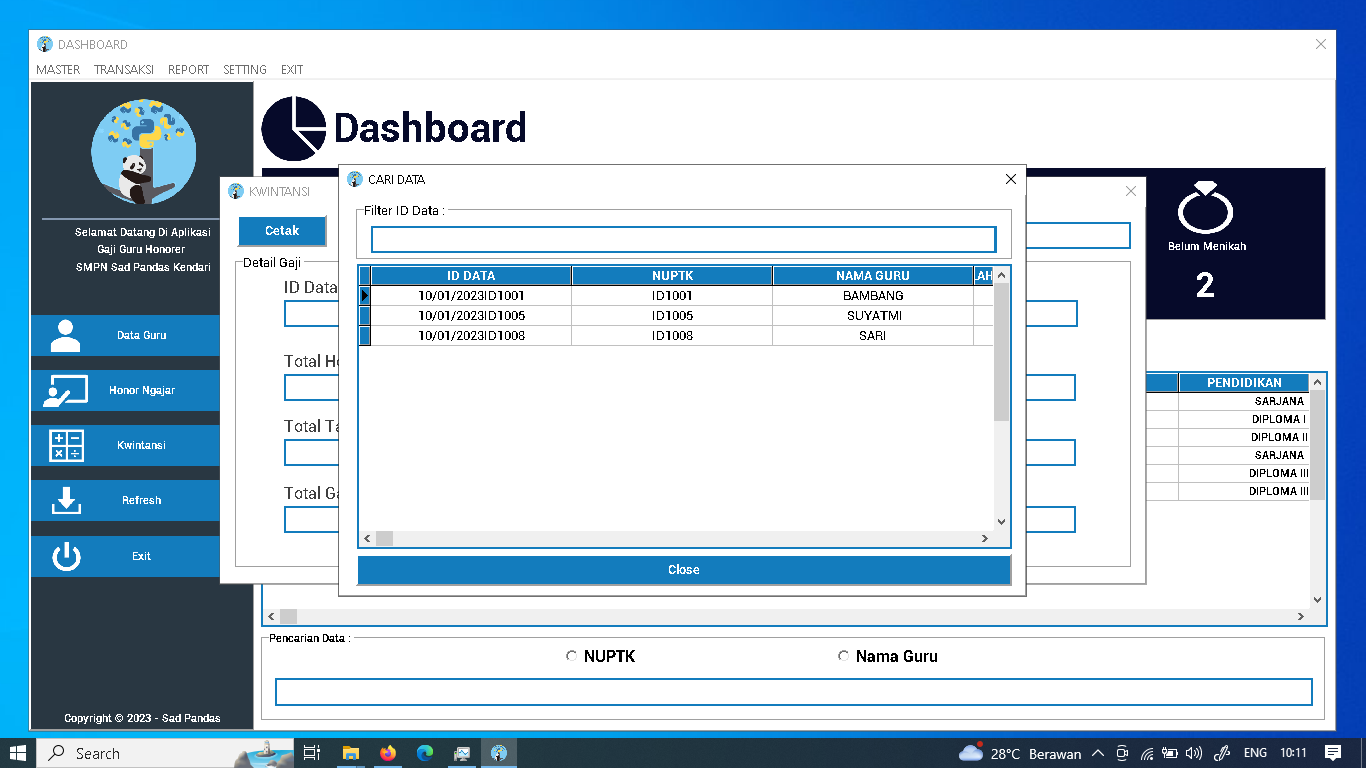 DASHBOARD
MASTER TRANSAKSI REPORT SETTING EXIT
Dashboard
Selamat Datang Di Aplikasi
Gaji Guru Honorer
SMPN Sad Pandas Kendari
Data Guru
Honor Ngajar
Kwintansi
Refresh
Exit
Copyright © 2023 - Sad Pandas
KWINTANSI
Cetak
Detail Gaji
ID Data
Total
Total
Total
CARI DATA
Filter ID Data :
ID DATA NUPTK NAMA GURU
10/01/2023ID1001 ID1001 BAMBANG
10/01/2023ID1005 ID1005 SUYATMI
10/01/2023ID1008 ID1008 SARI
Close
Belum Menikah
2
PENDIDIKAN
SARJANA
DIPLOMA I
DIPLOMA II
SARJANA
DIPLOMA III
DIPLOMA III
Pencarian Data :
NUPTK Nama Guru
Search
28°C Berawan ENG 10:11